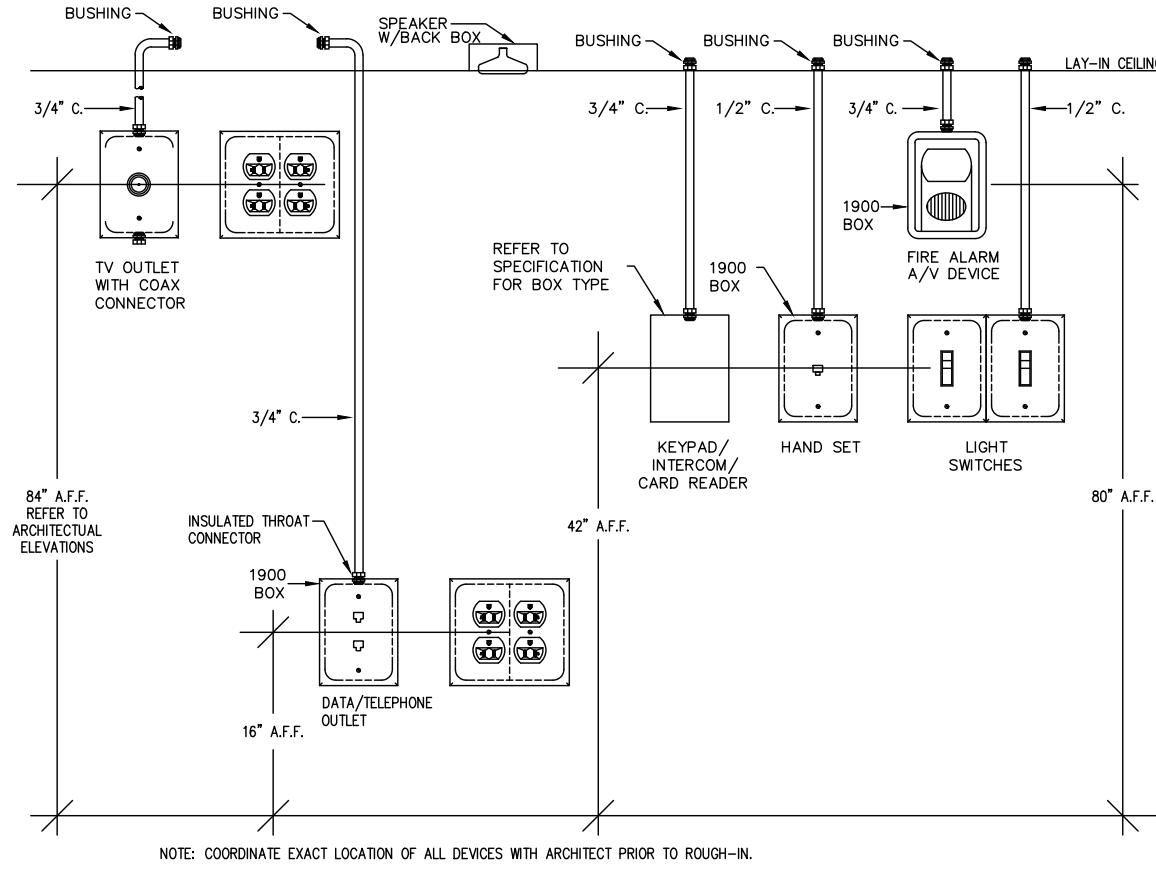 BUSHING
BUSHING
SPEAKER
W/BACK BOX
BUSHING
BUSHING
BUSHING
LAY-IN CEILING
3/4" C.
3/4" C.
1/2" C.
3/4" C.
1/2" C.
1900
BOX
TV OUTLET
WITH COAX
CONNECTOR
REFER TO
SPECIFICATION
FOR BOX TYPE
1900
BOX
FIRE ALARM
A/V DEVICE
3/4" C.
KEYPAD/
INTERCOM/
CARD READER
HAND SET
LIGHT
SWITCHES
84" A.F.F.
REFER TO
ARCHITECTUAL
ELEVATIONS
80" A.F.F.
42" A.F.F.
INSULATED THROAT
CONNECTOR
1900
BOX
DATA/TELEPHONE
OUTLET
16" A.F.F.
NOTE: COORDINATE EXACT LOCATION OF ALL DEVICES WITH ARCHITECT PRIOR TO ROUGH-IN.